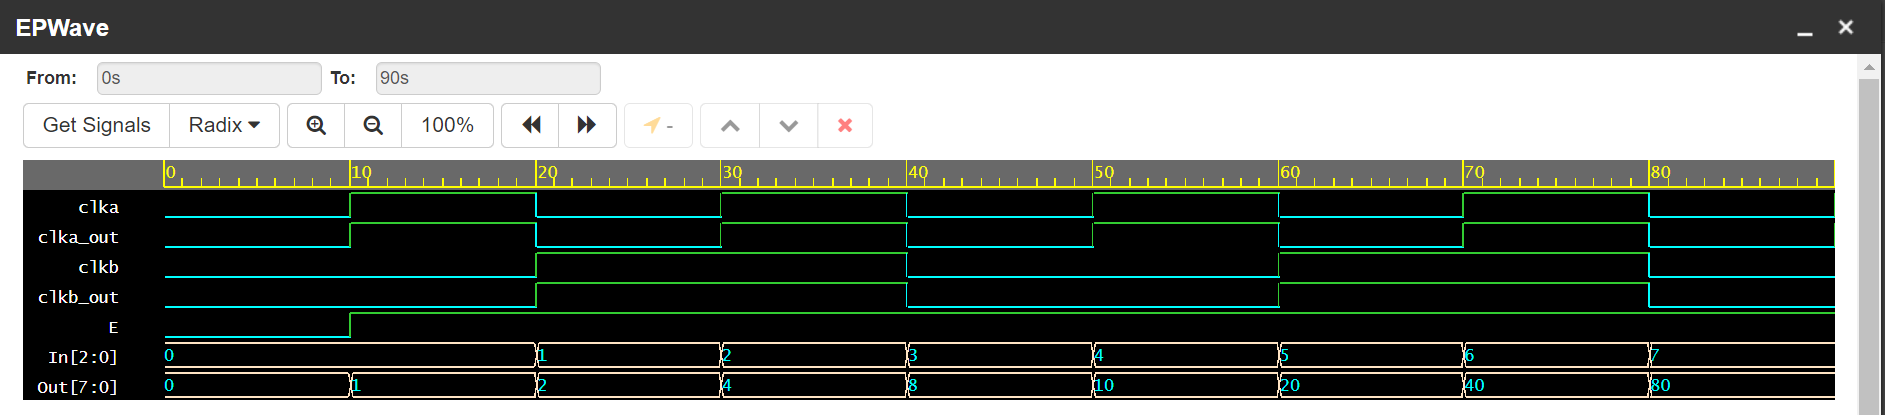 EPWave
From: 0s To: 90s
Get Signals Radix 100% -
0 10 20 30 40 50 60 70 80
clka
clka_out
clkb
clkb_out
E
In[2:0] 0 1 2 3 4 5 6 7
Out[7:0] 0 1 2 4 8 10 20 40 80